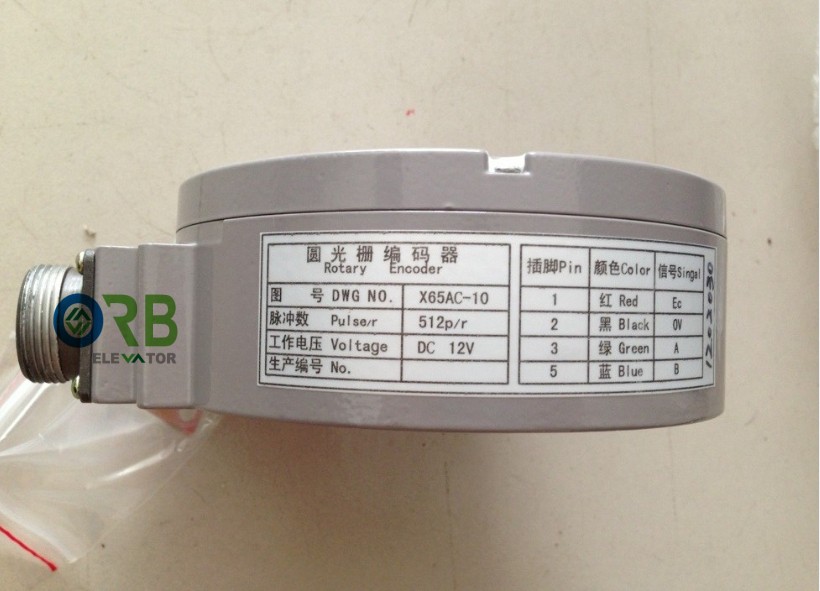 ORB
ELEVATOR
圆光栅编码器
Rotary Encoder
图 号 DWG NO. X65AC-10
脉冲数 Pulse/r 512p/r
工作电压 Voltage DC 12V
生产编号 No.
插脚Pin 颜色Color 信号Singal
1 红 Red Ec
2 黑 Black 0V
3 绿 Green A
5 蓝 Blue B